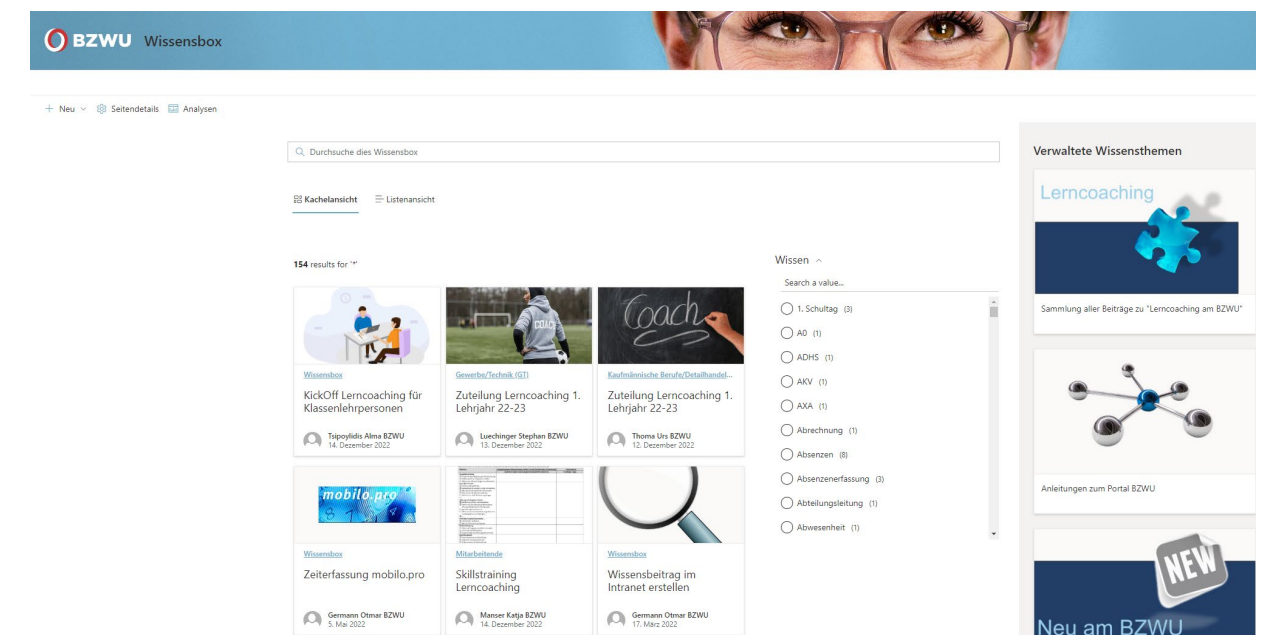 BZWU Wissensbox
Neu
Seitendetails
Analysen
Durchsuche dies Wissensbox
Kachelansicht
Listenansicht
154 results for '*'
Wissensbox
KickOff Lerncoaching für
Klassenlehrpersonen
Tsipoylidis Alma BZWU
14. Dezember 2022
COACH
Gewerbe/Technik (GT)
Zuteilung Lerncoaching 1.
Lehrjahr 22-23
Luechinger Stephan BZWU
13. Dezember 2022
Coach
Kaufmännische Berufe/Detailhandel...
Zuteilung Lerncoaching 1.
Lehrjahr 22-23
Thoma Urs BZWU
12. Dezember 2022
mobilo.pro
8 7 1 4
Wissensbox
Zeiterfassung mobilo.pro
Germann Otmar BZWU
5. Mai 2022
Mitarbeitende
Skillstraining
Lerncoaching
Manser Katja BZWU
14. Dezember 2022
Wissensbox
Wissensbeitrag im
Intranet erstellen
Germann Otmar BZWU
17. März 2022
Wissen
Search a value...
1. Schultag (3)
A0 (1)
ADHS (1)
AKV (1)
AXA (1)
Abrechnung (1)
Absenzen (8)
Absenzenerfassung (3)
Abteilungsleitung (1)
Abwesenheit (1)
Verwaltete Wissensthemen
Lerncoaching
Sammlung aller Beiträge zu "Lerncoaching am BZWU"
Anleitungen zum Portal BZWU
NEW
Neu am BZWU